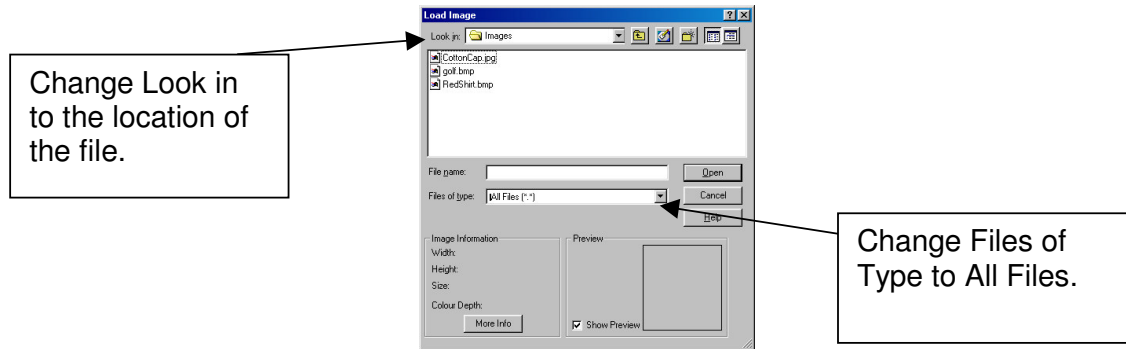 Load Image
Look in: Images
CottonCap.jpg
golf.bmp
RedShirt.bmp
Change Look in
to the location of
the file.
File name:
Open
Files of type: All Files (*.*)
Cancel
Help
Image Information
Preview
Width:
Height:
Size:
Colour Depth:
More Info
Show Preview
Change Files of
Type to All Files.